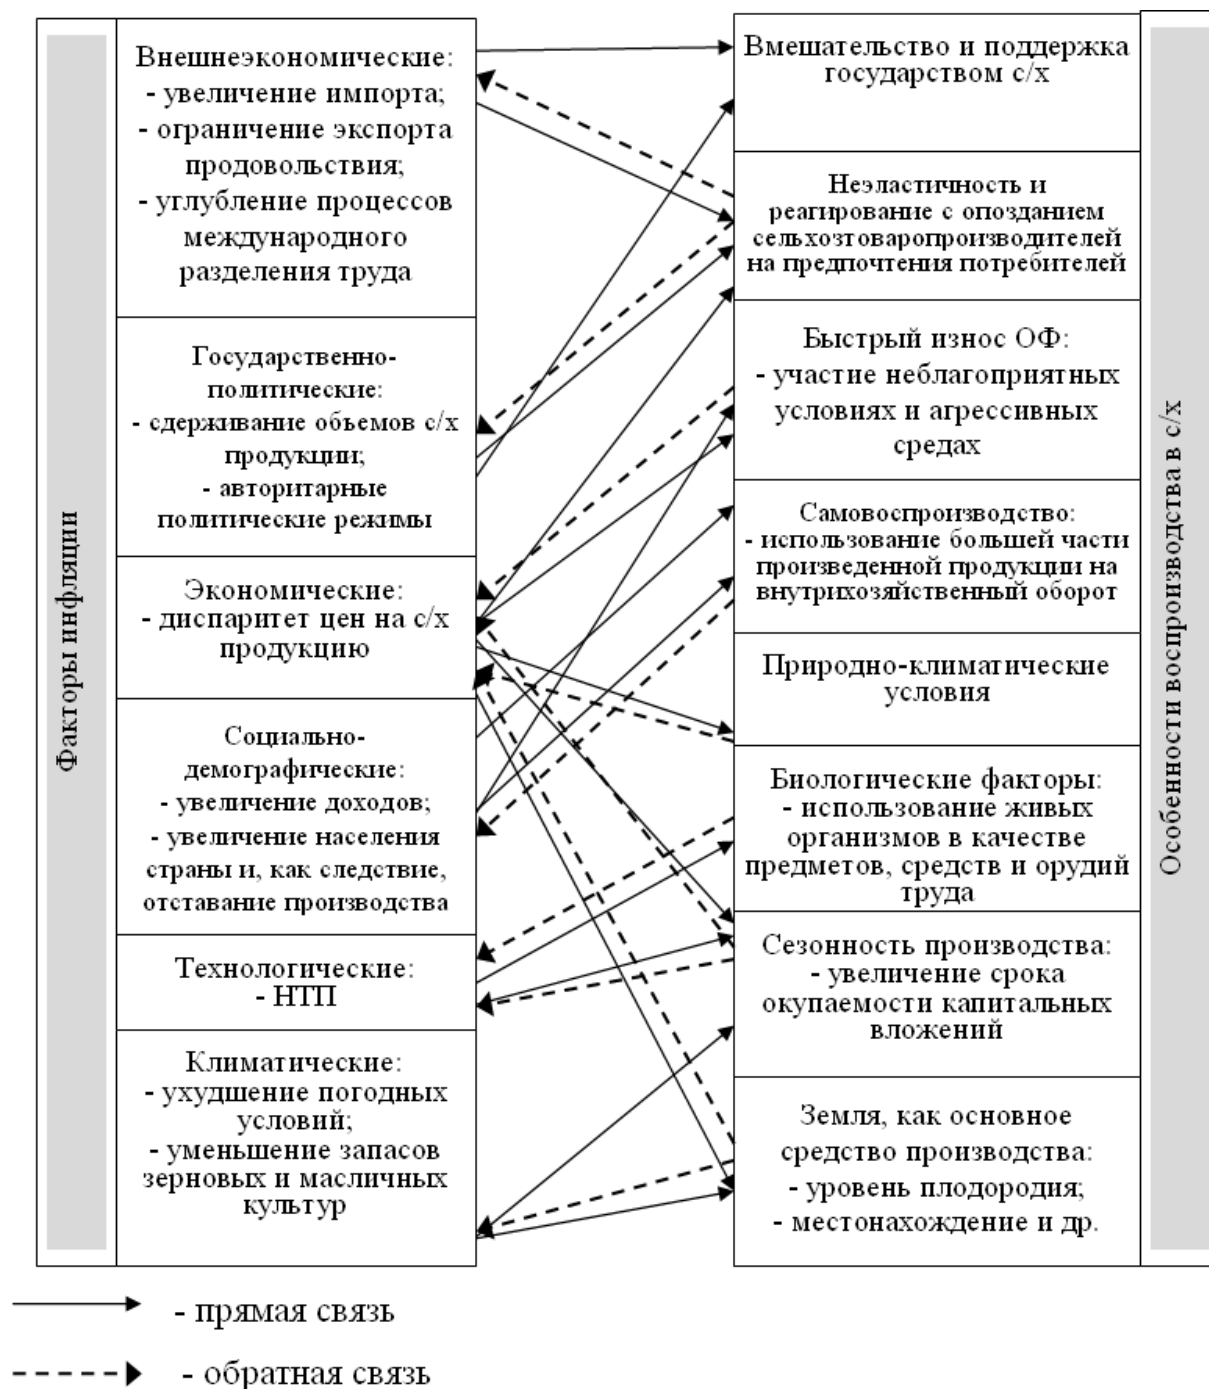 Факторы инфляции
Внешнеэкономические:
- увеличение импорта;
- ограничение экспорта
продовольствия;
- углубление процессов
международного
разделения труда
Государственно-
политические:
- сдерживание объемов с/х
продукции;
- авторитарные
политические режимы
Экономические:
- диспаритет цен на с/х
продукцию
Социально-
демографические:
- увеличение доходов;
- увеличение населения
страны и, как следствие,
отставание производства
Технологические:
- НТП
Климатические:
- ухудшение погодных
условий;
- уменьшение запасов
зерновых и масличных
культур
Вмешательство и поддержка
государством с/х
Неэластичность и
реагирование с опозданием
сельхозтоваропроизводителей
на предпочтения потребителей
Быстрый износ ОФ:
- участие неблагоприятных
условиях и агрессивных
средах
Самовоспроизводство:
- использование большей части
произведенной продукции на
внутрихозяйственный оборот
Природно-климатические
условия
Биологические факторы:
- использование живых
организмов в качестве
предметов, средств и орудий
труда
Сезонность производства:
- увеличение срока
окупаемости капитальных
вложений
Земля, как основное
средство производства:
- уровень плодородия;
- местонахождение и др.
Особенности воспроизводства в с/х
- прямая связь
- обратная связь